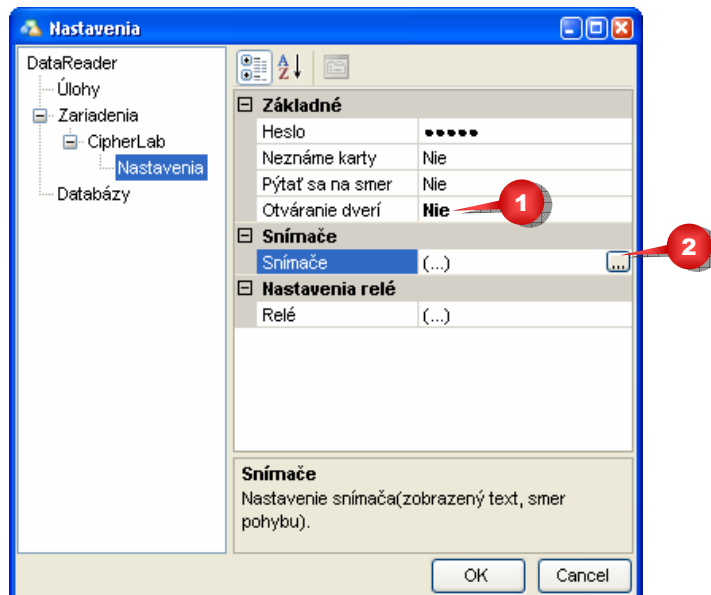 Nastavenia
DataReader
Úlohy
Zariadenia
CipherLab
Nastavenia
Databázy
Základné
Heslo ●●●●●
Neznáme karty Nie
Pýtať sa na smer Nie
Otváranie dverí Nie
1
Snímače
Snímače (...) ...
2
Nastavenia relé
Relé (...)
Snímače
Nastavenie snímača(zobrazený text, smer
pohybu).
OK Cancel